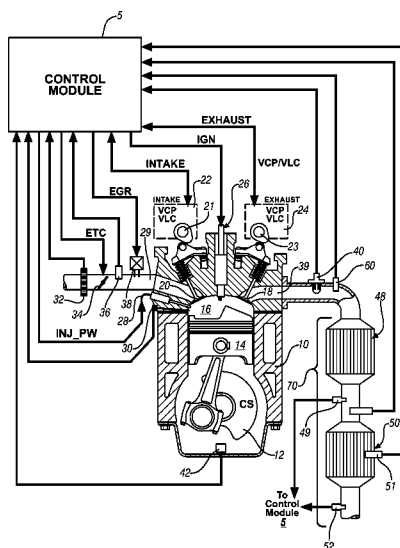 5
CONTROL
MODULE
EXHAUST
IGN
VCP/VLC
INTAKE
EGR
ETC
INTAKE
VCP
VLC
22
21
26
EXHAUST
VCP
VLC
24
23
29
39
40
60
32
34
36
38
28
20
18
16
30
INJ_PW
14
10
48
70
CS
12
49
50
51
42
To
Control
Module
5
52